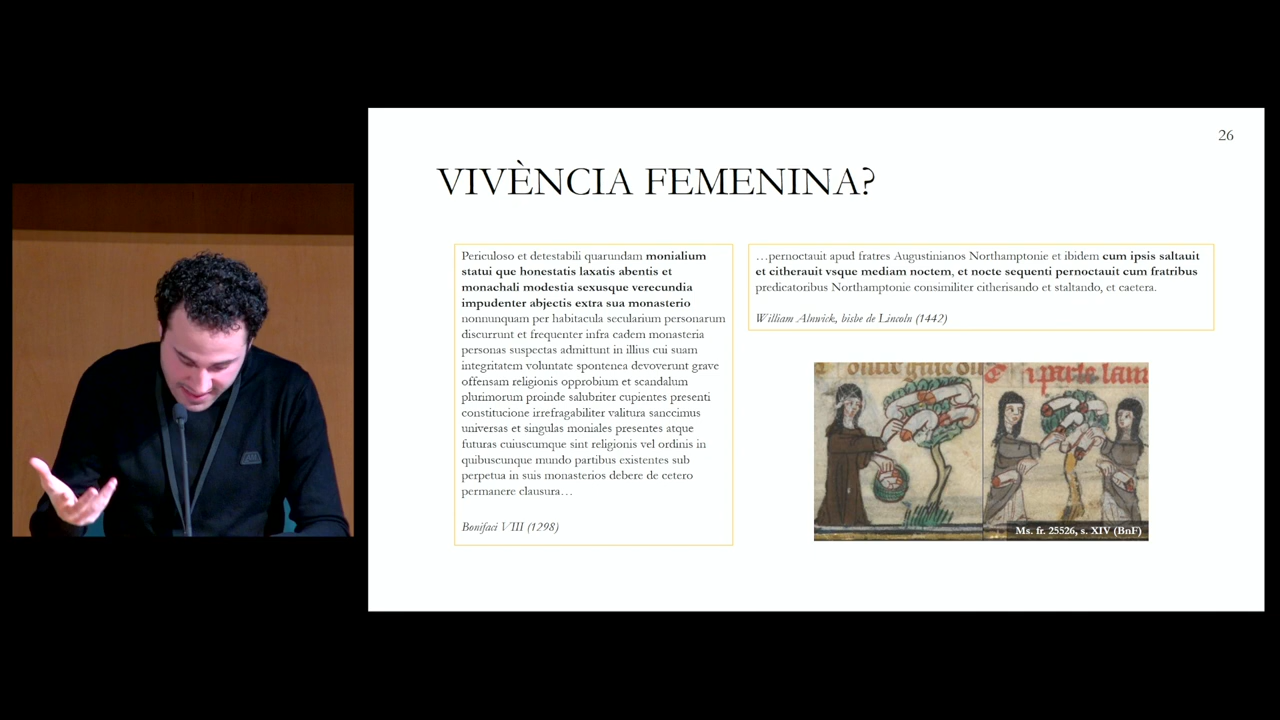 26
VIVÈNCIA FEMENINA?
Periculoso et detestabili quarundam monialium
statui que honestatis laxatis abentis et
monachali modestia sexusque verecundia
impudenter abjectis extra sua monasterio
nonnunquam per habitacula secularium personarum
discurrunt et frequenter infra cadem monasteria
personas suspectas admittunt in illius cui suam
integritatem voluntate spontenea devoverunt grave
offensam religionis opprobium et scandalum
plurimorum proinde salubriter cupientes presenti
constitucione irrefragabiliter valitura sanccimus
universas et singulas moniales presentes atque
futuras cuiuscumque sint religionis vel ordinis in
quibuscunque mundo partibus existentes sub
perpetua in suis monasterios debere de cetero
permanere clausura…
Bonifaci VIII (1298)
…pernoctauit apud fratres Augustinianos Northamptonie et ibidem cum ipsis saltauit
et citherauit vsque mediam noctem, et nocte sequenti pernoctauit cum fratribus
predicatoribus Northamptonie consimiliter citherisando et staltando, et caetera.
William Alnwick, bisbe de Lincoln (1442)
Ms. fr. 25526, s. XIV (BnF)